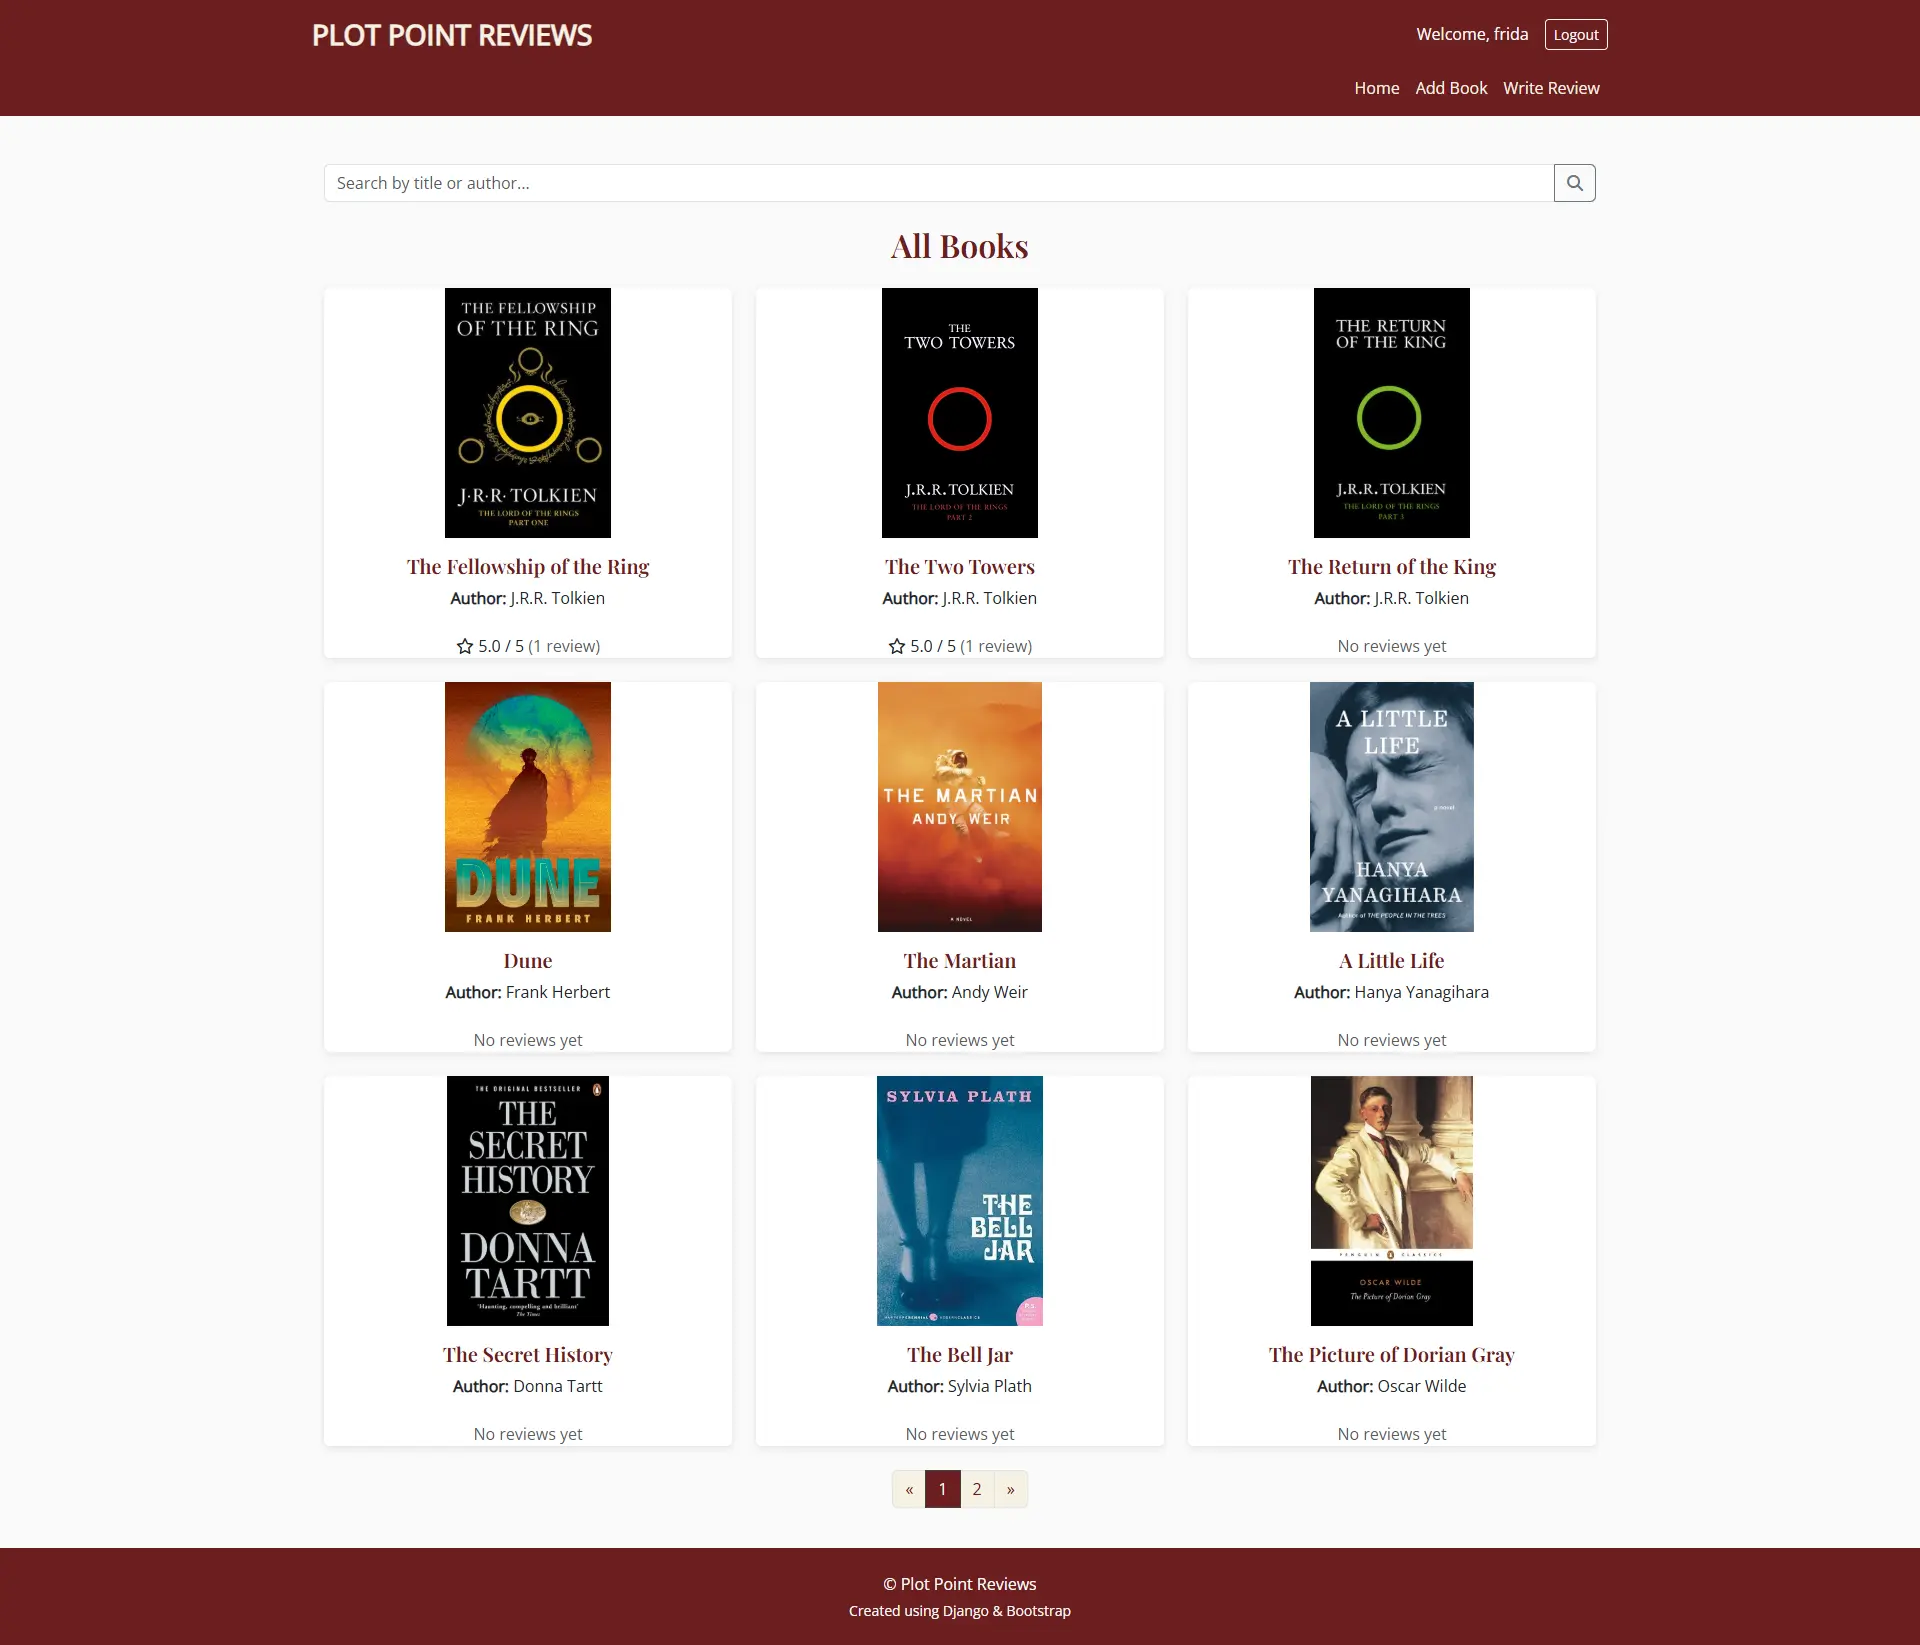 PLOT POINT REVIEWS
Welcome, frida
Logout
Home
Add Book
Write Review
Search by title or author...
All Books
THE FELLOWSHIP
OF THE RING
J·R·R·TOLKIEN
THE LORD OF THE RINGS
PART ONE
The Fellowship of the Ring
Author: J.R.R. Tolkien
5.0 / 5 (1 review)
THE
TWO TOWERS
J.R.R. TOLKIEN
THE LORD OF THE RINGS
PART 2
The Two Towers
Author: J.R.R. Tolkien
5.0 / 5 (1 review)
THE RETURN
OF THE KING
J.R.R. TOLKIEN
THE LORD OF THE RINGS
PART 3
The Return of the King
Author: J.R.R. Tolkien
No reviews yet
DUNE
FRANK HERBERT
Dune
Author: Frank Herbert
No reviews yet
THE MARTIAN
ANDY WEIR
A NOVEL
The Martian
Author: Andy Weir
No reviews yet
A LITTLE
LIFE
a novel
HANYA
YANAGIHARA
Author of THE PEOPLE IN THE TREES
A Little Life
Author: Hanya Yanagihara
No reviews yet
THE ORIGINAL BESTSELLER
THE
SECRET
HISTORY
DONNA
TARTT
'Haunting, compelling and brilliant'
The Times
The Secret History
Author: Donna Tartt
No reviews yet
SYLVIA PLATH
THE
BELL
JAR
P.S.
The Bell Jar
Author: Sylvia Plath
No reviews yet
PENGUIN CLASSICS
OSCAR WILDE
The Picture of Dorian Gray
The Picture of Dorian Gray
Author: Oscar Wilde
No reviews yet
« 1 2 »
© Plot Point Reviews
Created using Django & Bootstrap